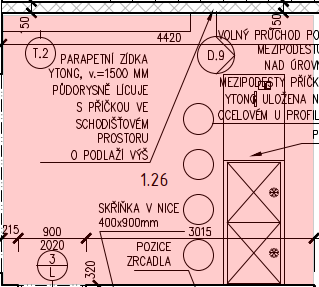 150
150
4420
T.2
D.9
VOLNÝ PRŮCHOD PO
MEZIPODEST
NAD ÚROVN
MEZIPODESTY PŘÍČK
YTONG ULOŽENA N
OCELOVÉM U PROFIL
P
PARAPETNÍ ZÍDKA
YTONG, v.=1500 MM
PŮDORYSNĚ LÍCUJE
S PŘÍČKOU VE
SCHODIŠŤOVÉM
PROSTORU
O PODLAŽÍ VÝŠ
1.26
SKŘÍŇKA V NICE
400x900mm
215
900
2020
3015
3
L
320
POZICE
ZRCADLA